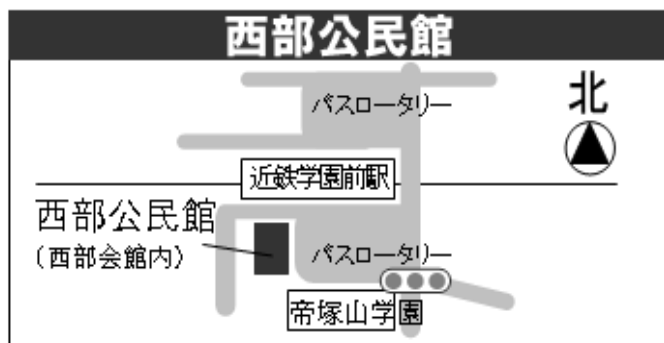 西部公民館
北
バスロータリー
近鉄学園前駅
西部公民館
(西部会館内)
バスロータリー
帝塚山学園